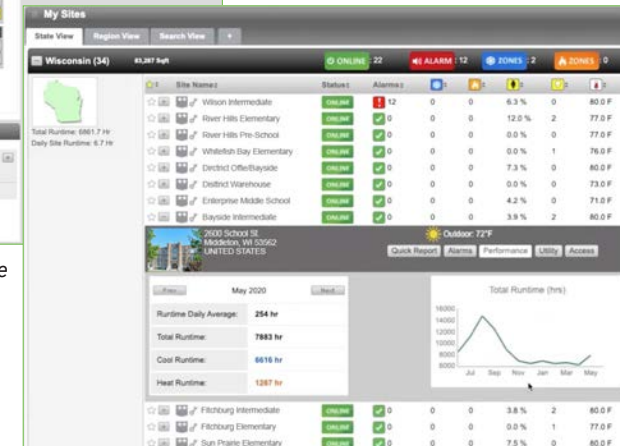 My Sites
State View Region View Search View +
Wisconsin (34) 83,287 Sqft ONLINE : 22 ALARM : 12 ZONES : 2 ZONES : 0
Site Name Status Alarms
Total Runtime: 6861.7 Hr
Daily Site Runtime: 6.7 Hr
Wilson Intermediate ONLINE 12 0 0 6.3 % 0 80.0 F
River Hills Elementary ONLINE 0 0 0 12.0 % 2 77.0 F
River Hills Pre-School ONLINE 0 0 0 0.0 % 0 77.0 F
Whitefish Bay Elementary ONLINE 0 0 0 0.0 % 1 76.0 F
Dirctrict Offie/Bayside ONLINE 0 0 0 7.3 % 0 80.0 F
Disitrct Warehouse ONLINE 0 0 0 0.0 % 0 73.0 F
Enterprise Middle School ONLINE 0 0 0 4.2 % 0 71.0 F
Bayside Intermediate ONLINE 0 0 0 3.9 % 2 80.0 F
2600 School St.
Middleton, WI 53562
UNITED STATES
Outdoor: 72°F
Quick Report Alarms Performance Utility Access
e
Prev May 2020 Next
Runtime Daily Average: 254 hr
Total Runtime: 7883 hr
Cool Runtime: 6616 hr
Heat Runtime: 1267 hr
Total Runtime (hrs)
16000
14000
12000
10000
8000
8000
Jul Sep Nov Jan Mar May
Fitchburg Intermediate ONLINE 0 0 0 3.8 % 2 80.0 F
Fitchburg Elementary ONLINE 0 0 0 0.0 % 1 77.0 F
Sun Prairie Elementary ONLINE 0 0 0 7.5 % 0 80.0 F